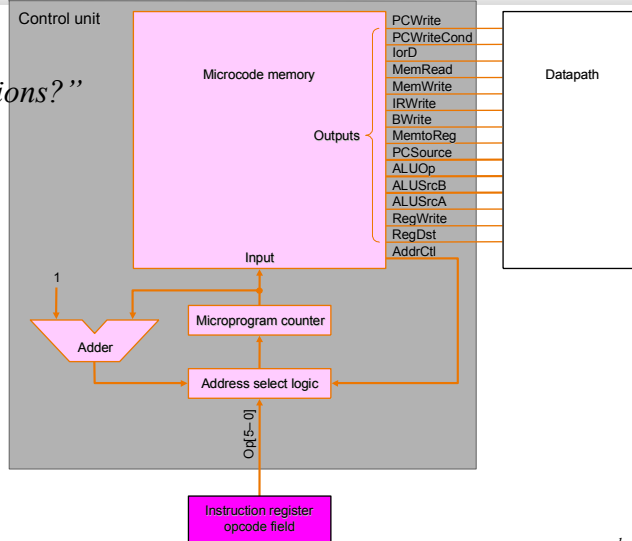 Control unit
PCWrite
PCWriteCond
IorD
ions?”
Microcode memory
MemRead
Datapath
MemWrite
IRWrite
BWrite
Outputs
MemtoReg
PCSource
ALUOp
ALUSrcB
ALUSrcA
RegWrite
RegDst
Input
AddrCtl
1
Microprogram counter
Adder
Address select logic
Op[5–0]
Instruction register
opcode field